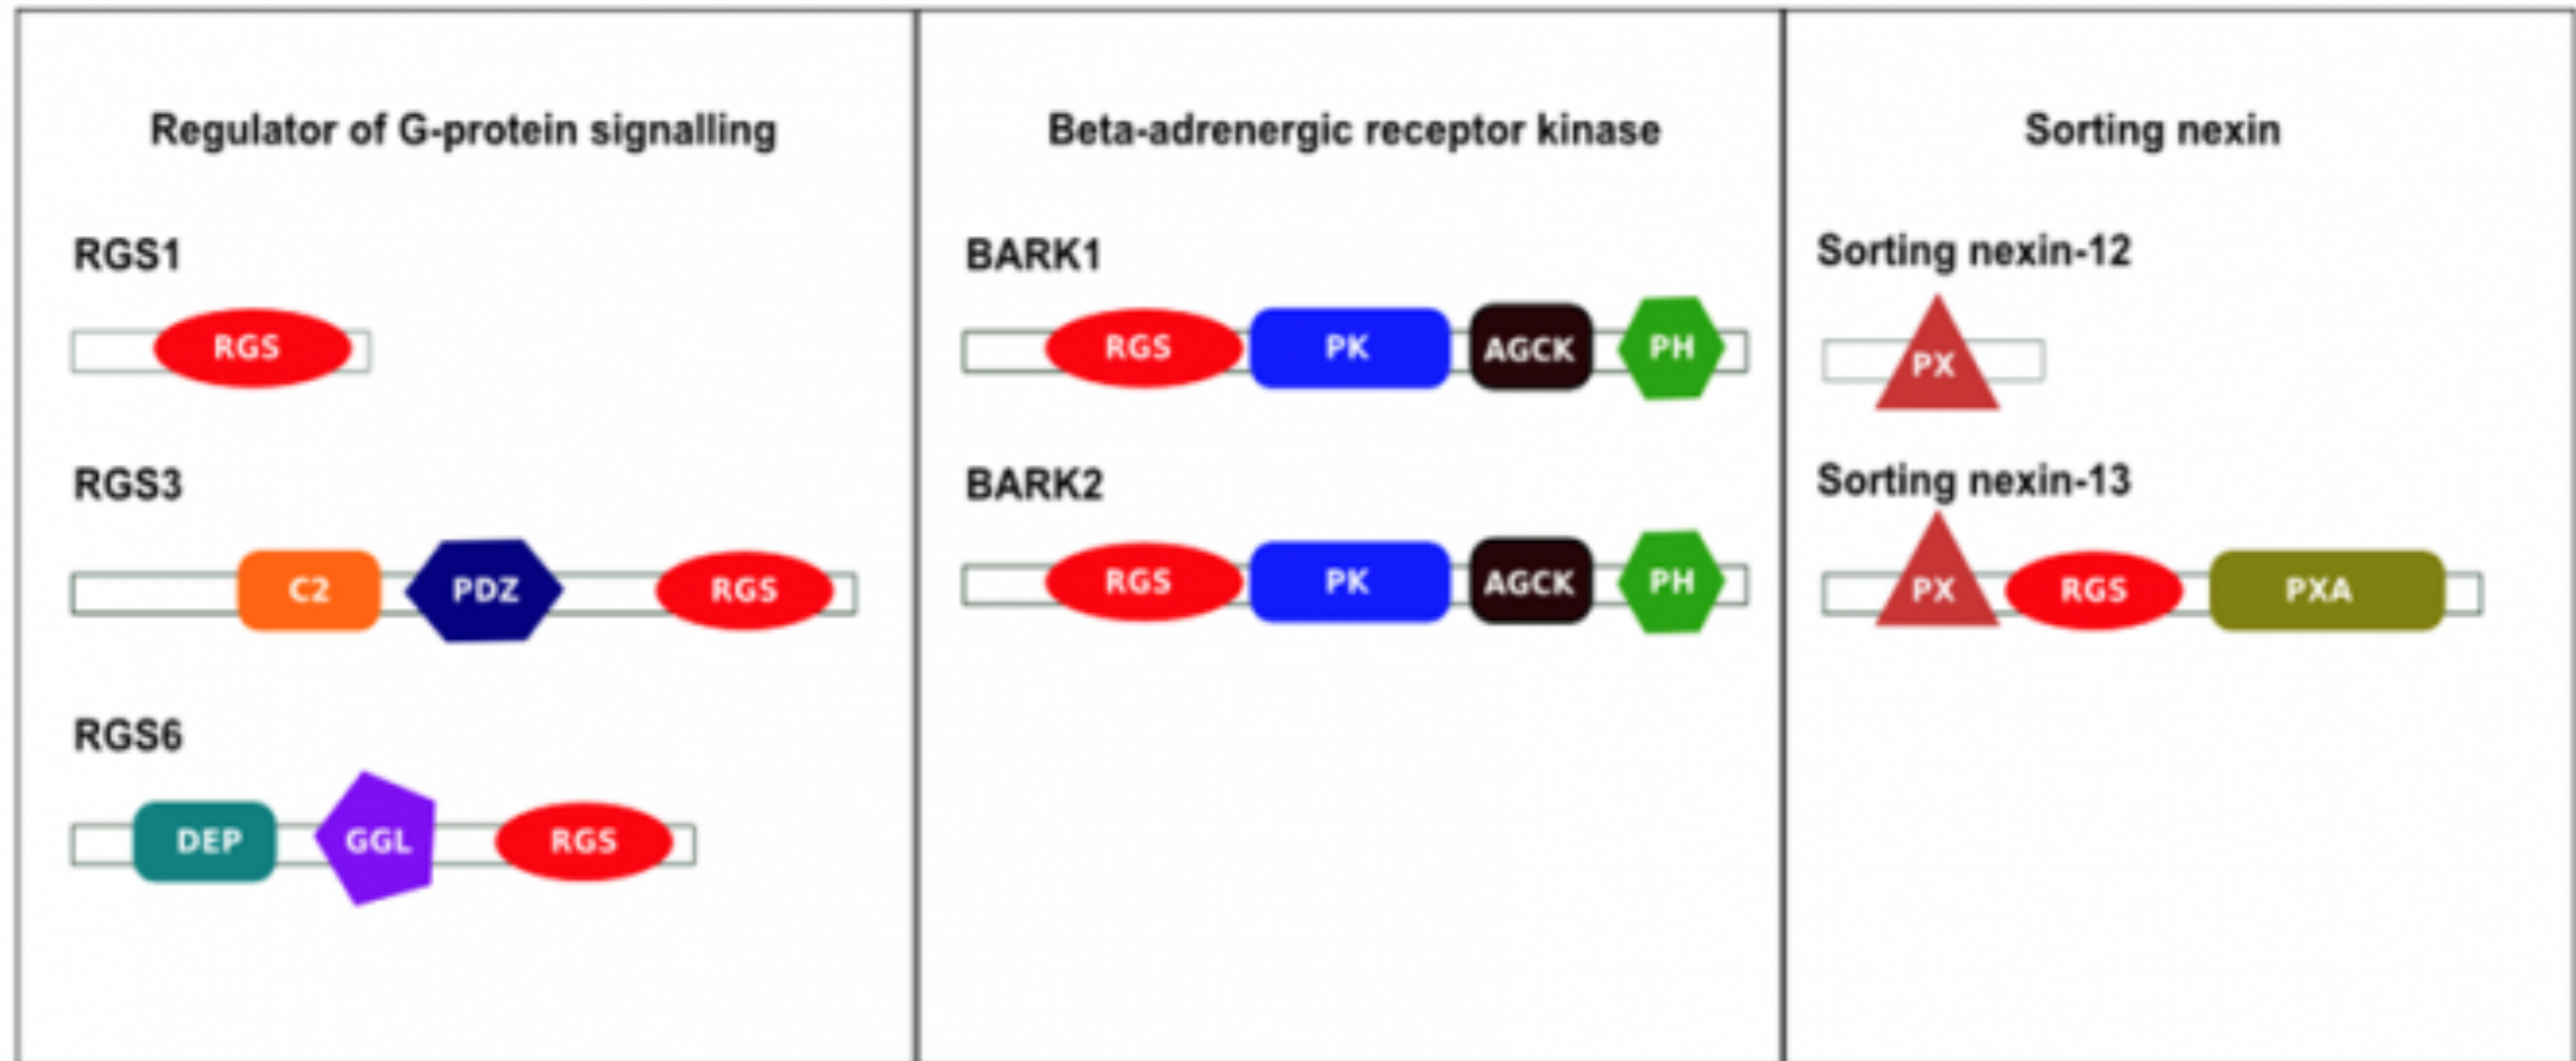 Regulator of G-protein signalling
RGS1
RGS
RGS3
C2 PDZ RGS
RGS6
DEP GGL RGS
Beta-adrenergic receptor kinase
BARK1
RGS PK AGCK PH
BARK2
RGS PK AGCK PH
Sorting nexin
Sorting nexin-12
PX
Sorting nexin-13
PX RGS PXA